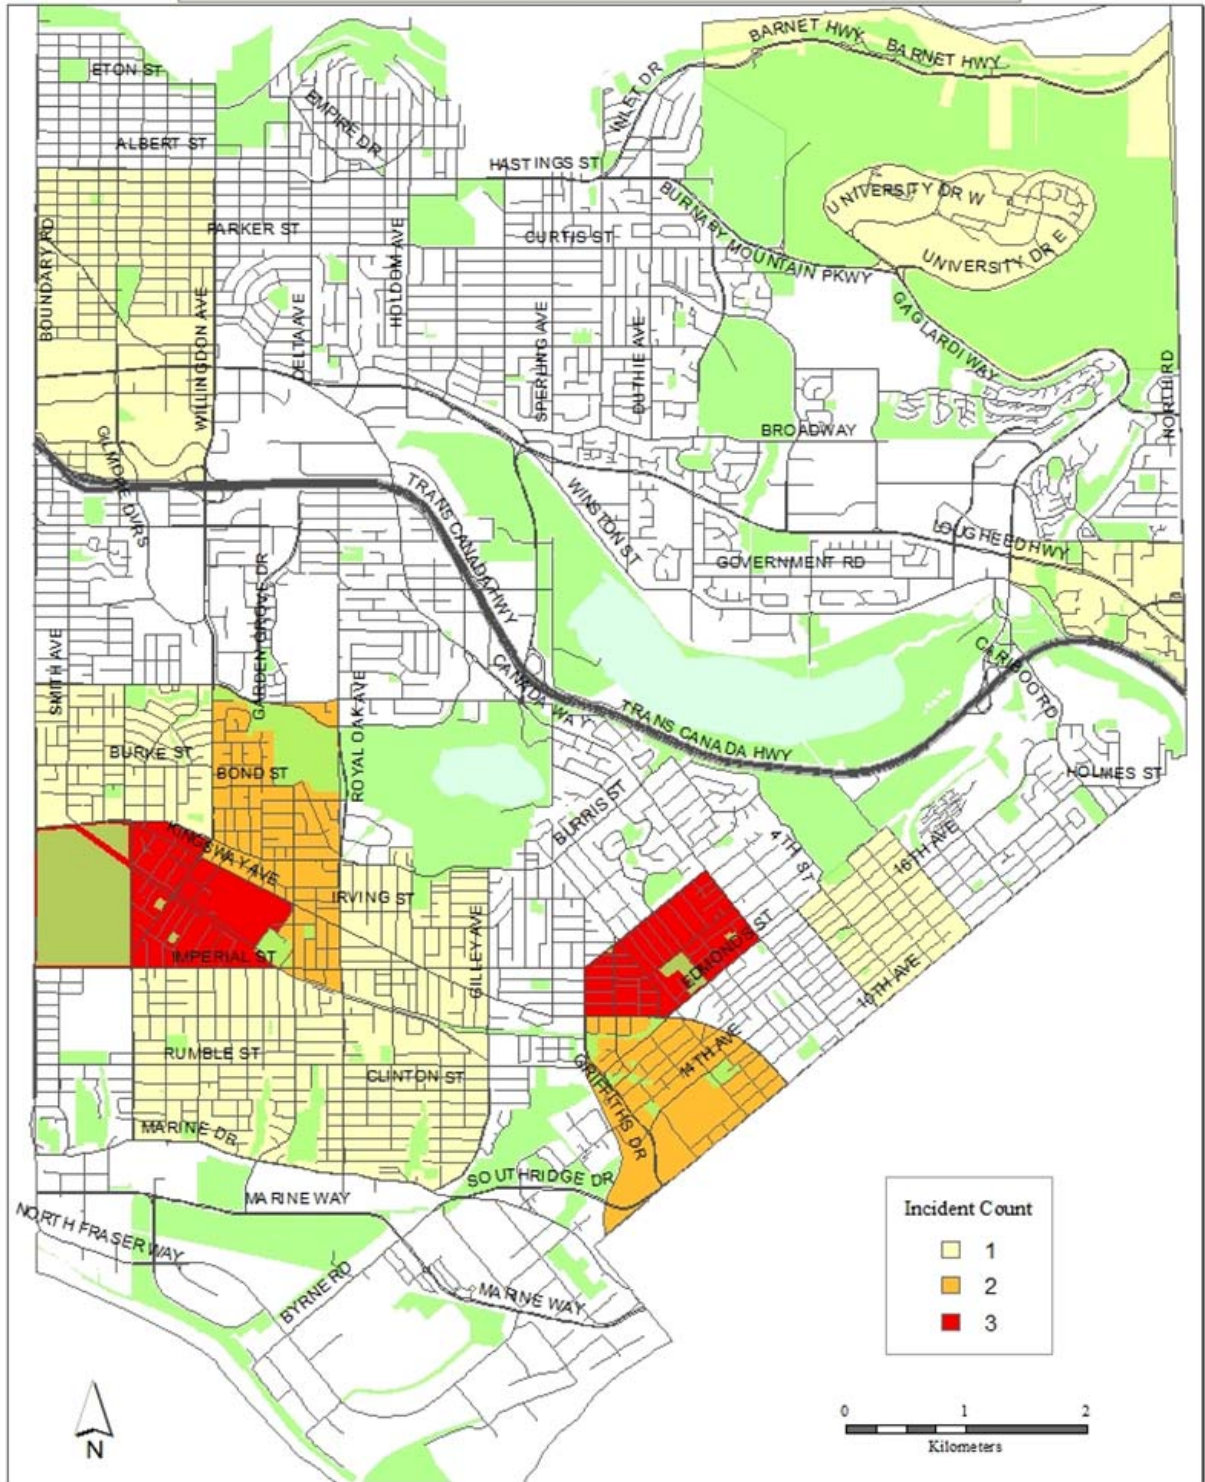 BARNET HWY
BARNET HWY
ETON ST
INLET DR
EMPIRE DR
ALBERT ST
HASTINGS ST
UNIVERSITY DR W
BURNABY MOUNTAIN PKWY
PARKER ST
CURTIS ST
UNIVERSITY DR E
BOUNDARY RD
HOLDOM AVE
WILLINGDON AVE
DELTA AVE
SPERLING AVE
DUTHIE AVE
GAGLARDI WAY
NORTH RD
BROADWAY
GILMORE DVRS
TRANS CANADA HWY
WINSTON ST
LOUGHEED HWY
GOVERNMENT RD
GARDEN GROVE DR
SMITH AVE
CANADA WAY
CARIBOO RD
ROYAL OAK AVE
TRANS CANADA HWY
BURKE ST
BOND ST
HOLMES ST
BURRIS ST
4TH ST
16TH AVE
KINGSWAY AVE
IRVING ST
GILLEY AVE
EDMONDS ST
IMPERIAL ST
10TH AVE
RUMBLE ST
CLINTON ST
14TH AVE
GRIFFITHS DR
MARINE DR
SOUTHRIDGE DR
MARINE WAY
NORTH FRASER WAY
BYRNE RD
MARINE WAY
Incident Count
1
2
3
0 1 2
Kilometers
N